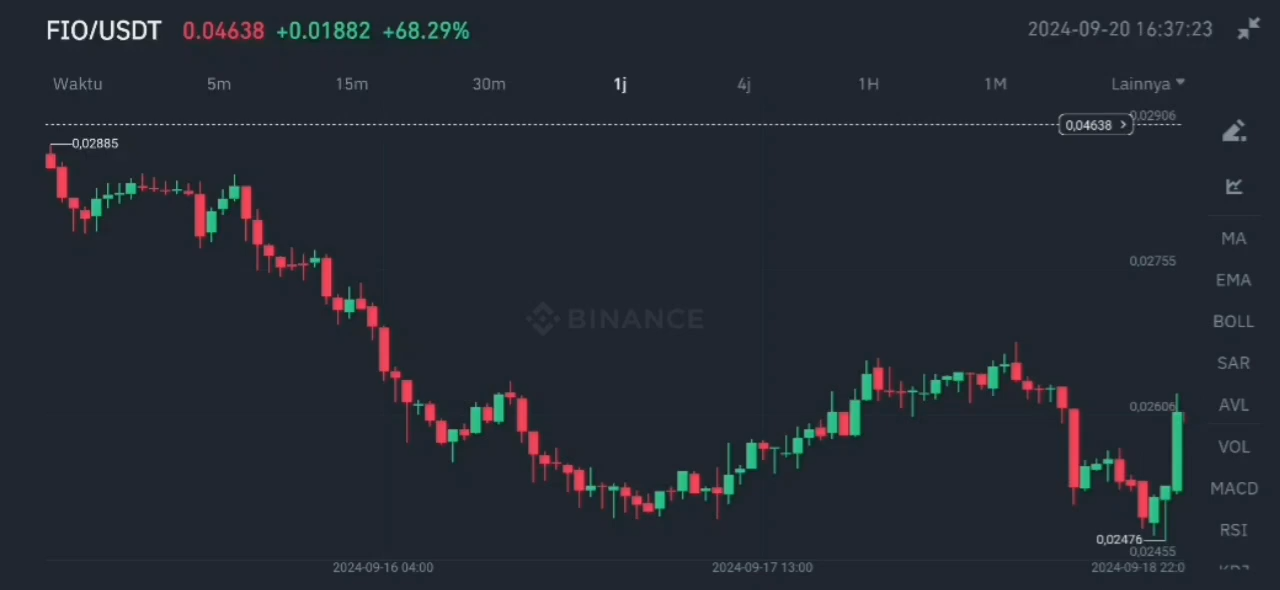 FIO/USDT 0.04638 +0.01882 +68.29% 2024-09-20 16:37:23
Waktu 5m 15m 30m 1j 4j 1H 1M Lainnya
0,04638 0,02906
0,02885
MA
0,02755
EMA
BINANCE
BOLL
SAR
0,02606
AVL
VOL
MACD
RSI
0,02476
0,02455
2024-09-16 04:00 2024-09-17 13:00 2024-09-18 22:0